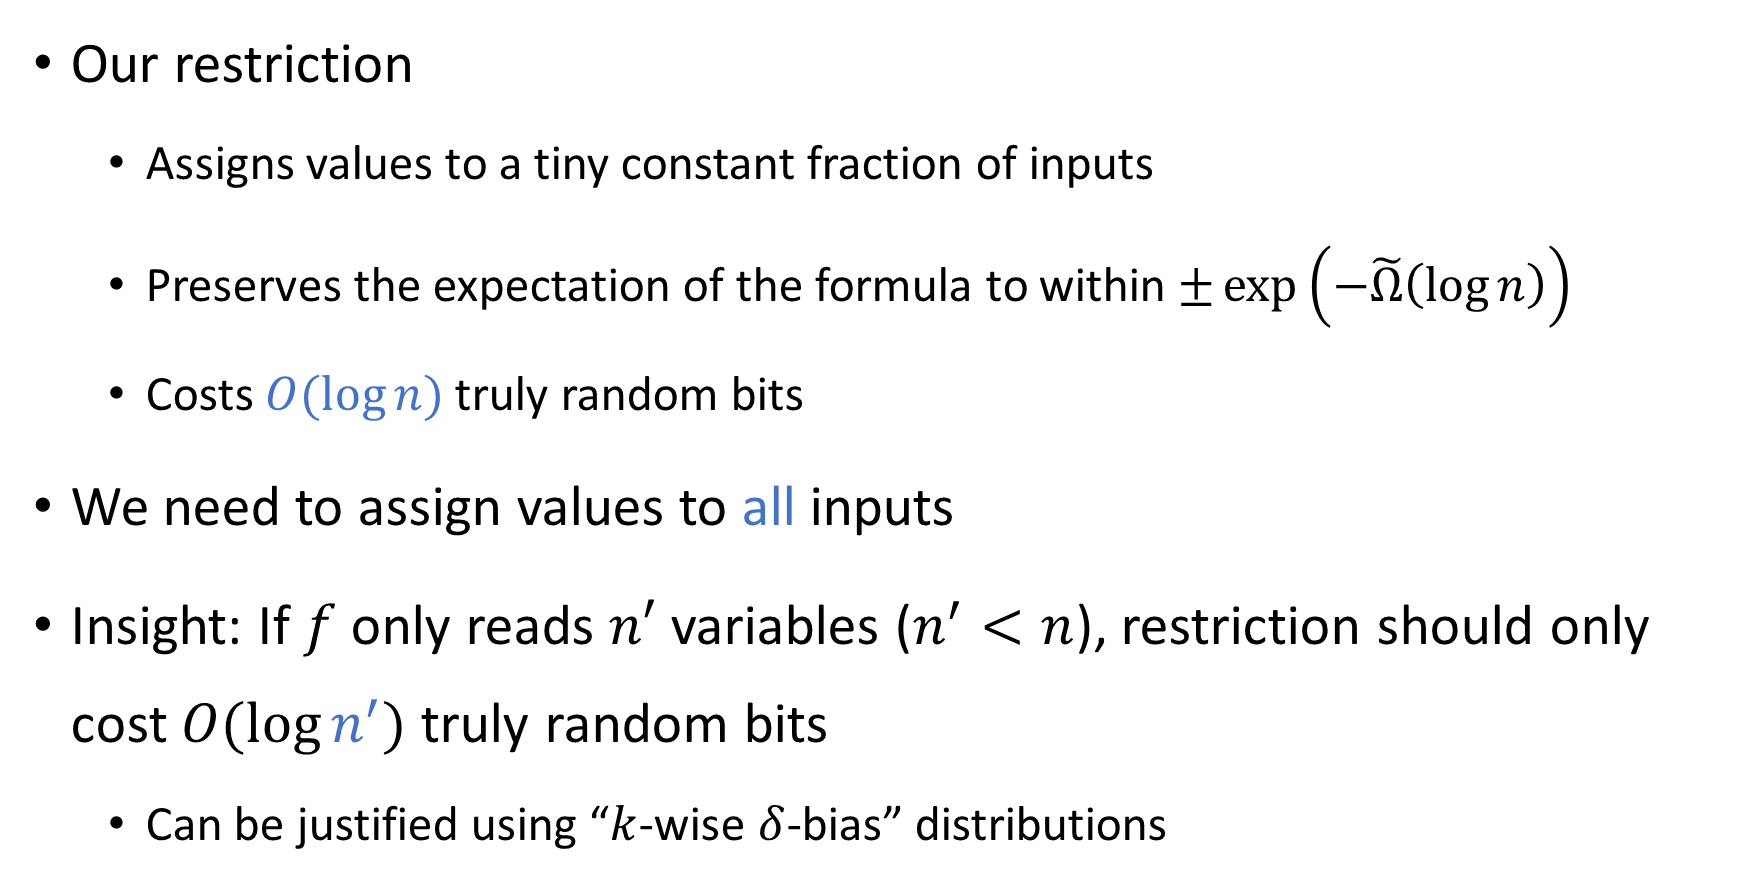 • Our restriction
• Assigns values to a tiny constant fraction of inputs
• Preserves the expectation of the formula to within ± exp(−Ω̃(log n))
• Costs O(log n) truly random bits
• We need to assign values to all inputs
• Insight: If f only reads n′ variables (n′ < n), restriction should only
cost O(log n′) truly random bits
• Can be justified using “k-wise δ-bias” distributions